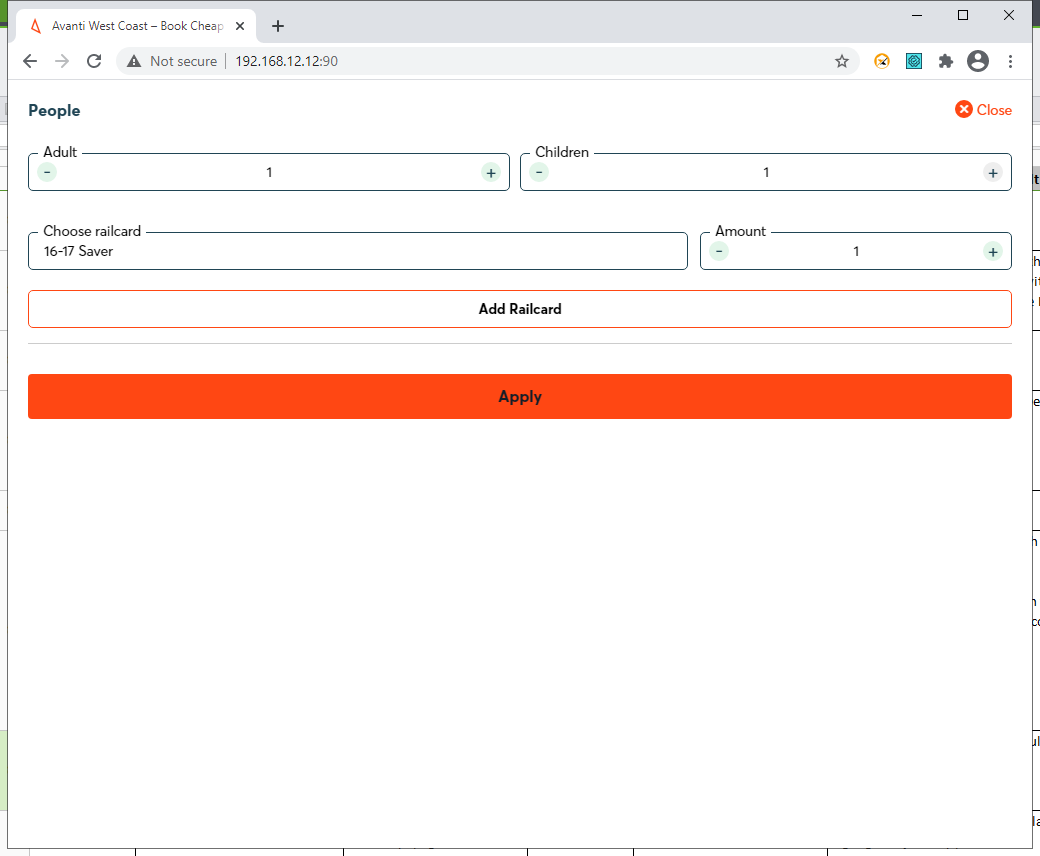 Avanti West Coast – Book Cheap
Not secure
192.168.12.12:90
People
Close
Adult
- 1 +
Children
- 1 +
Choose railcard
16-17 Saver
Amount
- 1 +
Add Railcard
Apply